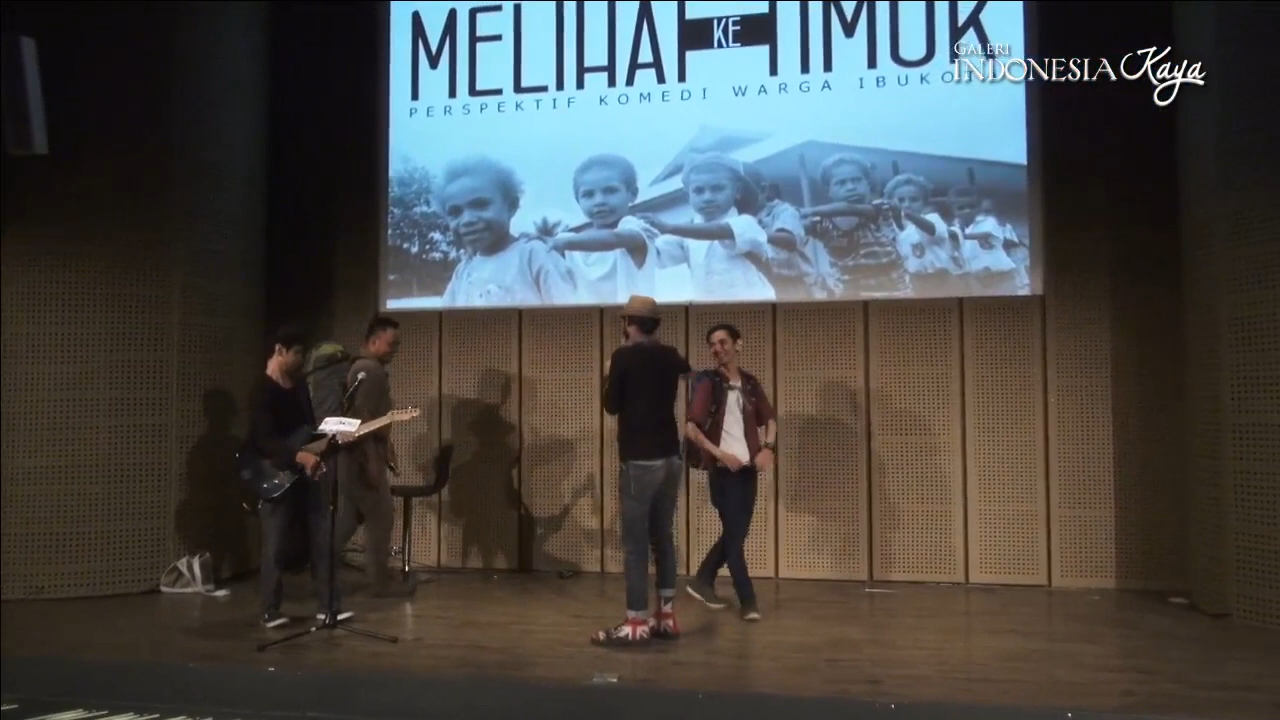 MELIHAT
KE
TIMUR
PERSPEKTIF KOMEDI WARGA IBUKOTA
GALERI
INDONESIA Kaya